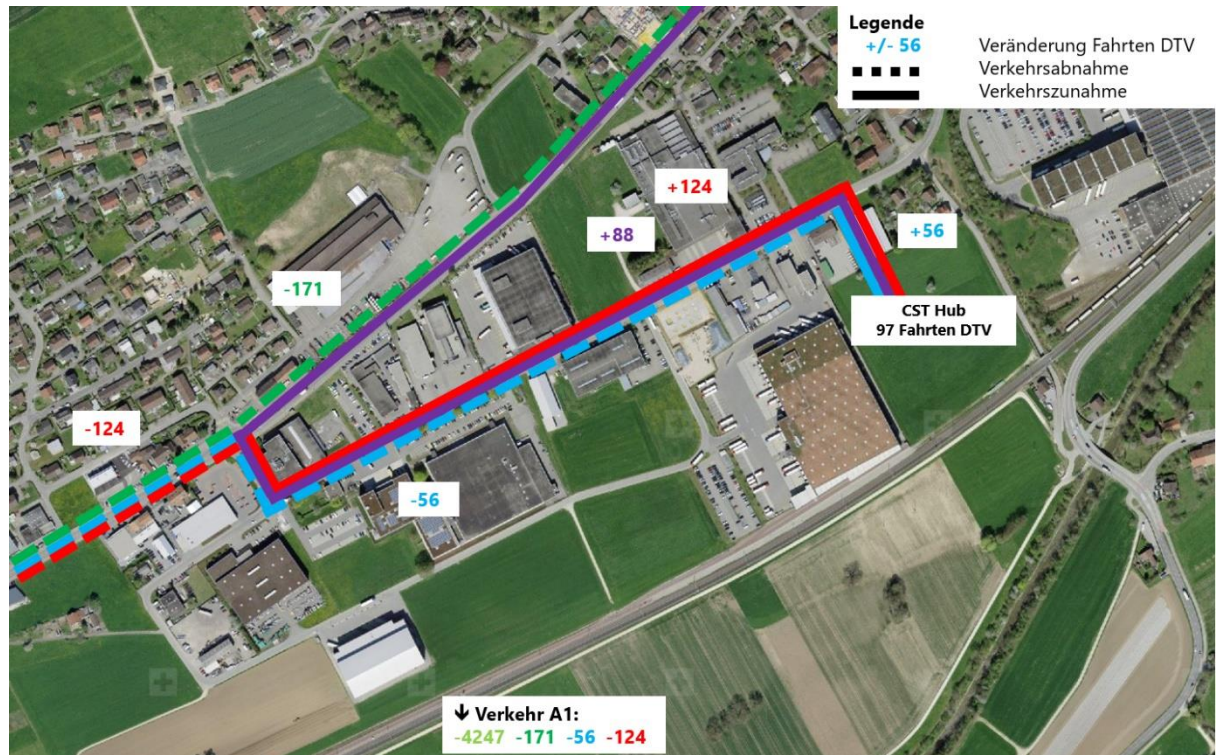 Legende
+/- 56 Veränderung Fahrten DTV
Verkehrsabnahme
Verkehrszunahme
+124
+88
+56
-171
CST Hub
97 Fahrten DTV
-124
-56
↓ Verkehr A1:
-4247 -171 -56 -124